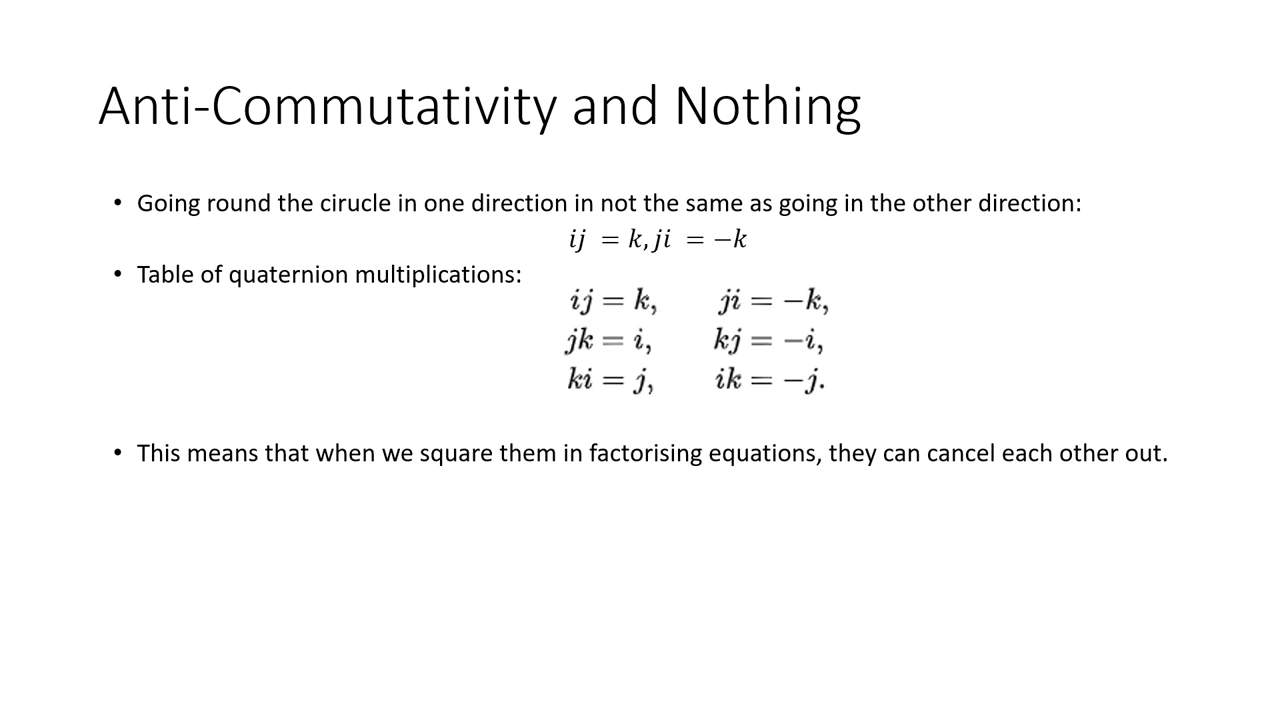 Anti-Commutativity and Nothing
• Going round the cirucle in one direction in not the same as going in the other direction:
ij = k, ji = −k
• Table of quaternion multiplications:
ij = k, ji = −k,
jk = i, kj = −i,
ki = j, ik = −j.
• This means that when we square them in factorising equations, they can cancel each other out.